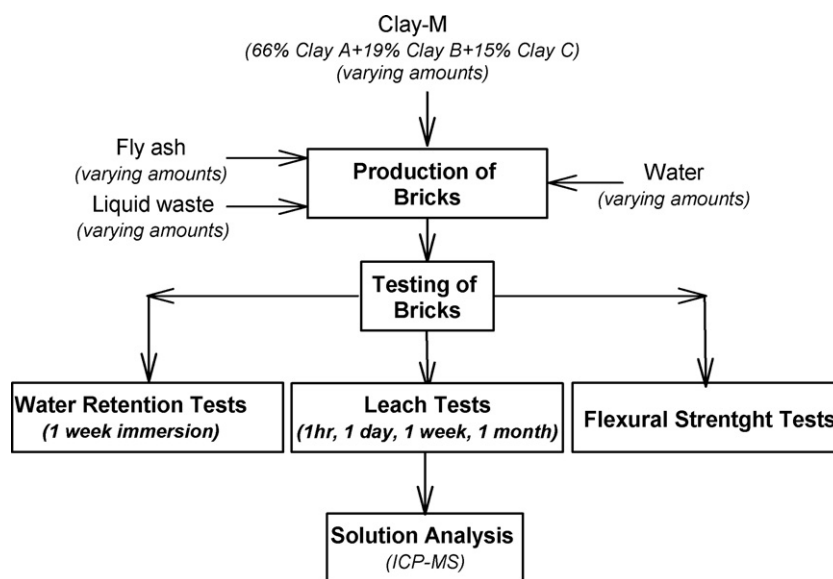 Clay-M
(66% Clay A+19% Clay B+15% Clay C)
(varying amounts)
Fly ash
(varying amounts)
Liquid waste
(varying amounts)
Production of
Bricks
Water
(varying amounts)
Testing of
Bricks
Water Retention Tests
(1 week immersion)
Leach Tests
(1hr, 1 day, 1 week, 1 month)
Flexural Strentght Tests
Solution Analysis
(ICP-MS)